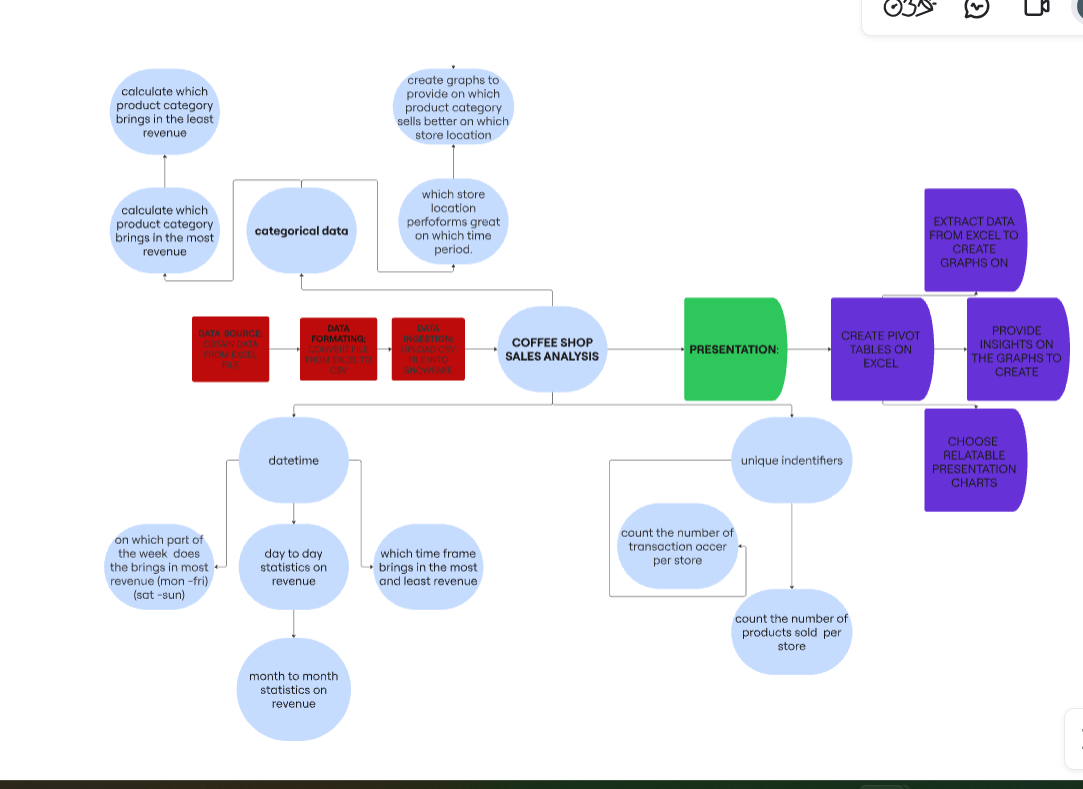 calculate which
product category
brings in the least
revenue
create graphs to
provide on which
product category
sells better on which
store location
calculate which
product category
brings in the most
revenue
categorical data
which store
location
perfoforms great
on which time
period.
DATA SOURCE:
OBTAIN DATA
FROM EXCEL
FILE
DATA
FORMATING:
CONVERT FILE
FROM EXCEL TO
CSV
DATA
INGESTION:
UPLOAD CSV
FILE INTO
SNOWFAKE
COFFEE SHOP
SALES ANALYSIS
PRESENTATION:
CREATE PIVOT
TABLES ON
EXCEL
EXTRACT DATA
FROM EXCEL TO
CREATE
GRAPHS ON
PROVIDE
INSIGHTS ON
THE GRAPHS TO
CREATE
CHOOSE
RELATABLE
PRESENTATION
CHARTS
datetime
on which part of
the week does
the brings in most
revenue (mon -fri)
(sat -sun)
day to day
statistics on
revenue
which time frame
brings in the most
and least revenue
month to month
statistics on
revenue
unique indentifiers
count the number of
transaction occer
per store
count the number of
products sold per
store